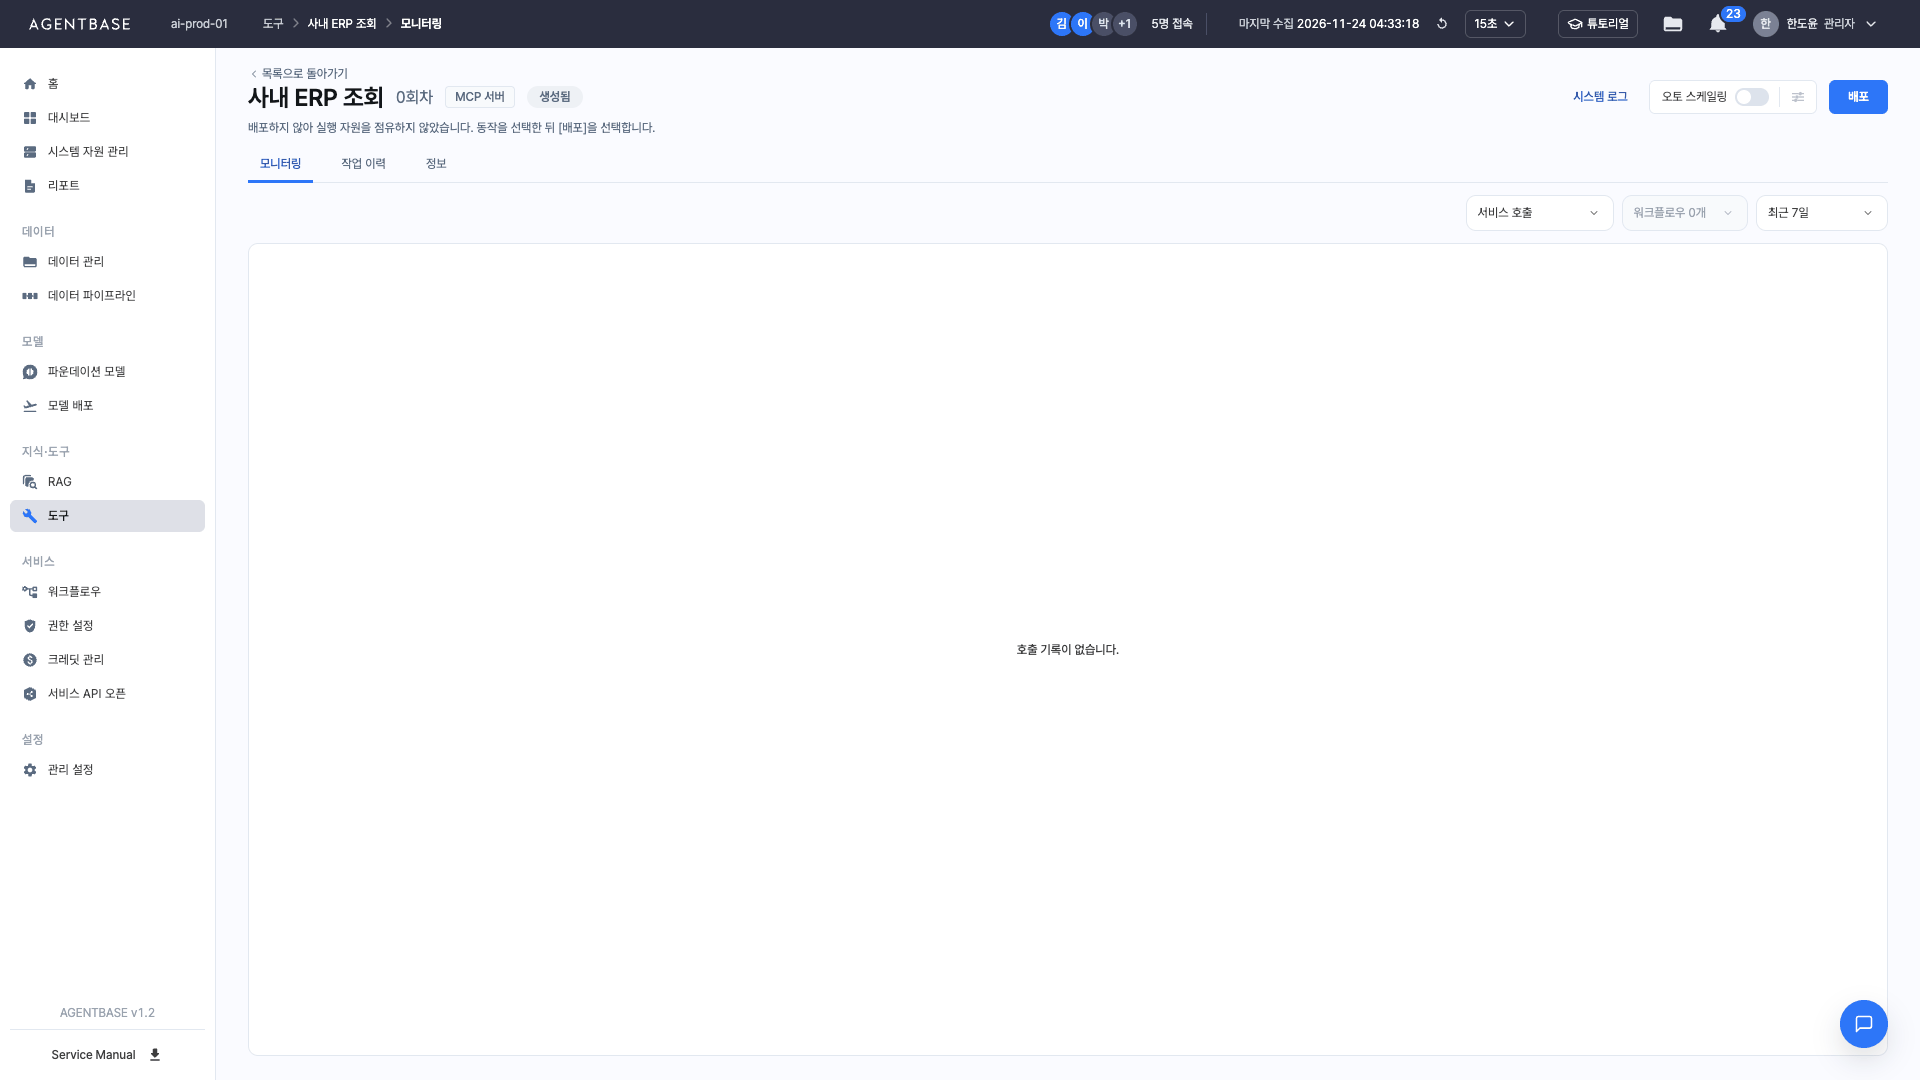 AGENTBASE
ai-prod-01
도구 > 사내 ERP 조회 > 모니터링
김 이 박 +1 5명 접속
마지막 수집 2026-11-24 04:33:18
15초
튜토리얼
23
한 한도윤 관리자
홈
대시보드
시스템 자원 관리
리포트
데이터
데이터 관리
데이터 파이프라인
모델
파운데이션 모델
모델 배포
지식·도구
RAG
도구
서비스
워크플로우
권한 설정
크레딧 관리
서비스 API 오픈
설정
관리 설정
AGENTBASE v1.2
Service Manual
목록으로 돌아가기
사내 ERP 조회 0회차 MCP 서버 생성됨
배포하지 않아 실행 자원을 점유하지 않았습니다. 동작을 선택한 뒤 [배포]을 선택합니다.
시스템 로그
오토 스케일링
배포
모니터링 작업 이력 정보
서비스 호출 워크플로우 0개 최근 7일
호출 기록이 없습니다.